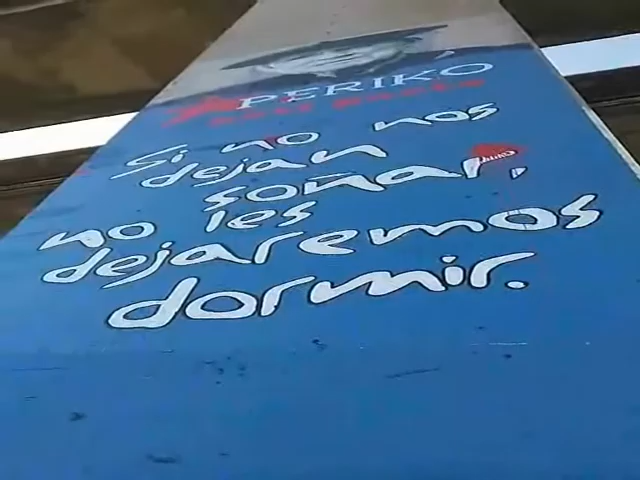 PERIKO
Si no nos
dejan
soñar,
no les
dejaremos
dormir.